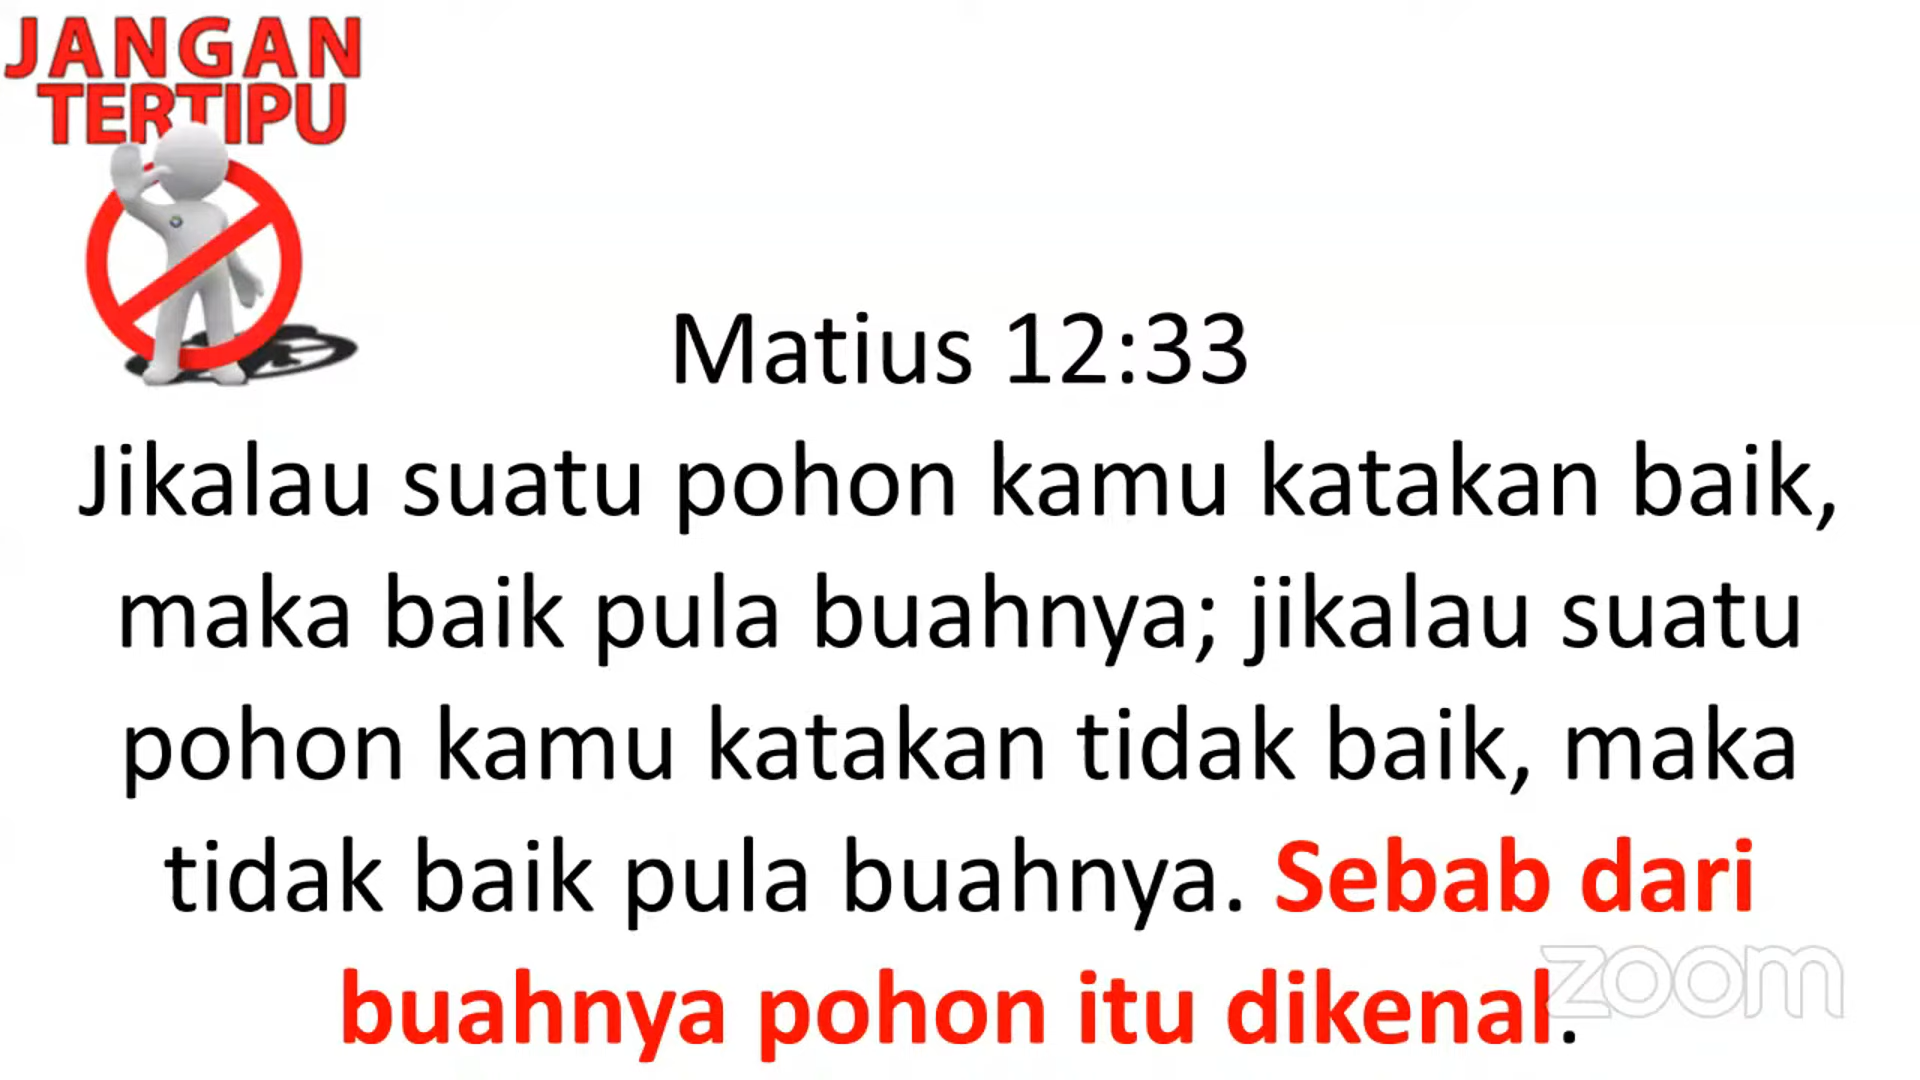 JANGAN
TERTIPU
Matius 12:33
Jikalau suatu pohon kamu katakan baik,
maka baik pula buahnya; jikalau suatu
pohon kamu katakan tidak baik, maka
tidak baik pula buahnya. Sebab dari
buahnya pohon itu dikenal.
zoom